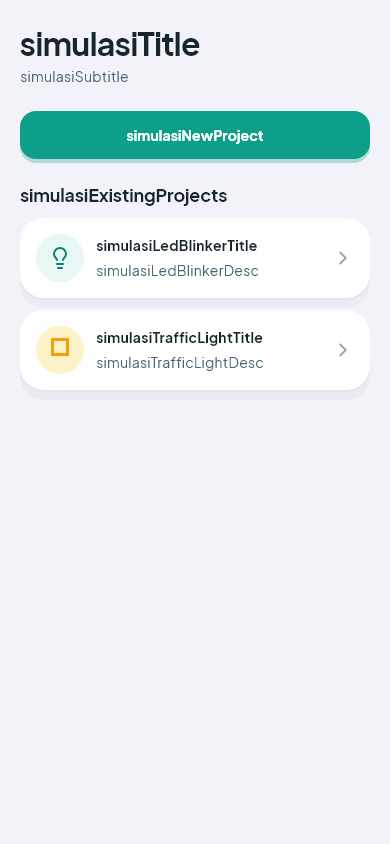 simulasiTitle
simulasiSubtitle
simulasiNewProject
simulasiExistingProjects
simulasiLedBlinkerTitle
simulasiLedBlinkerDesc
simulasiTrafficLightTitle
simulasiTrafficLightDesc